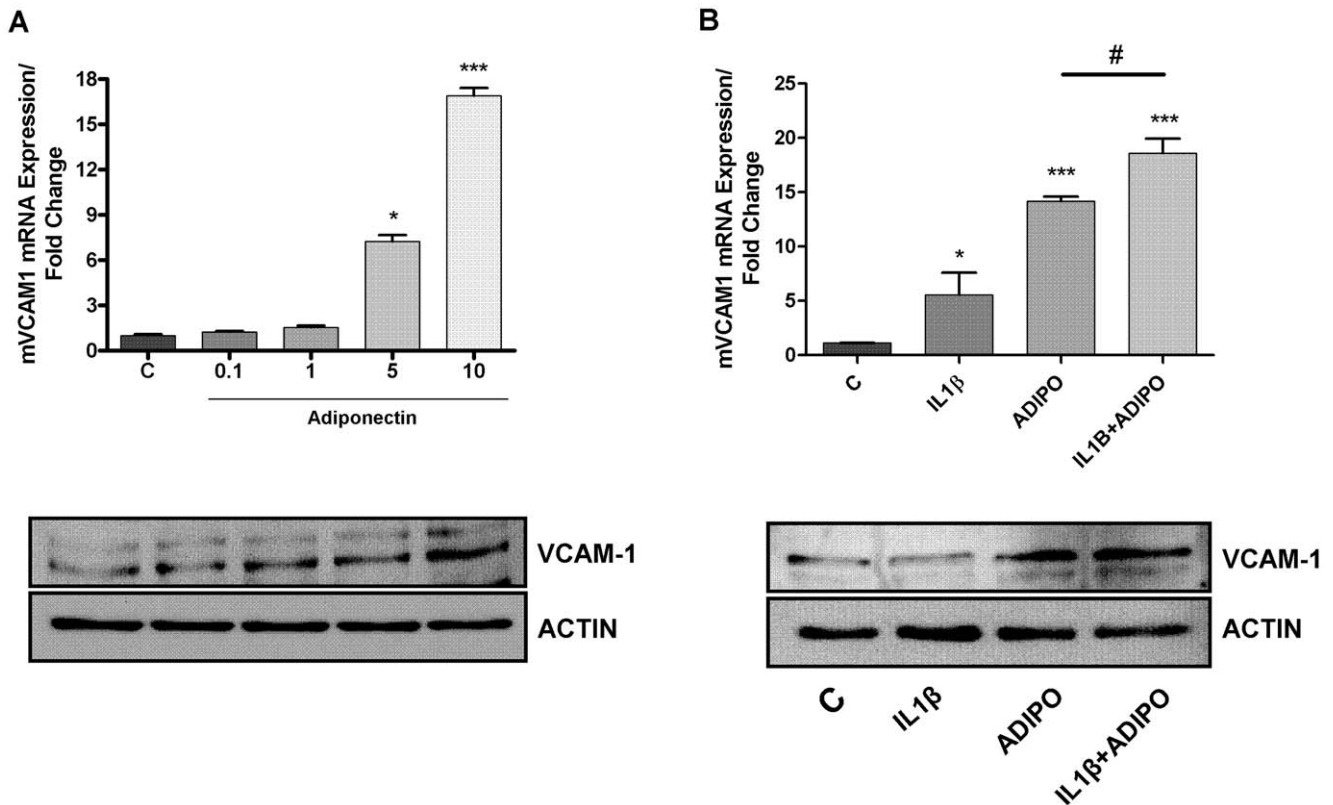 A
mVCAM1 mRNA Expression/
Fold Change
18
15
12
9
6
3
0
*
***
C 0.1 1 5 10
Adiponectin
VCAM-1
ACTIN
B
mVCAM1 mRNA Expression/
Fold Change
25
20
15
10
5
0
*
***
***
#
C IL1β ADIPO IL1B+ADIPO
VCAM-1
ACTIN
C IL1β ADIPO IL1β+ADIPO